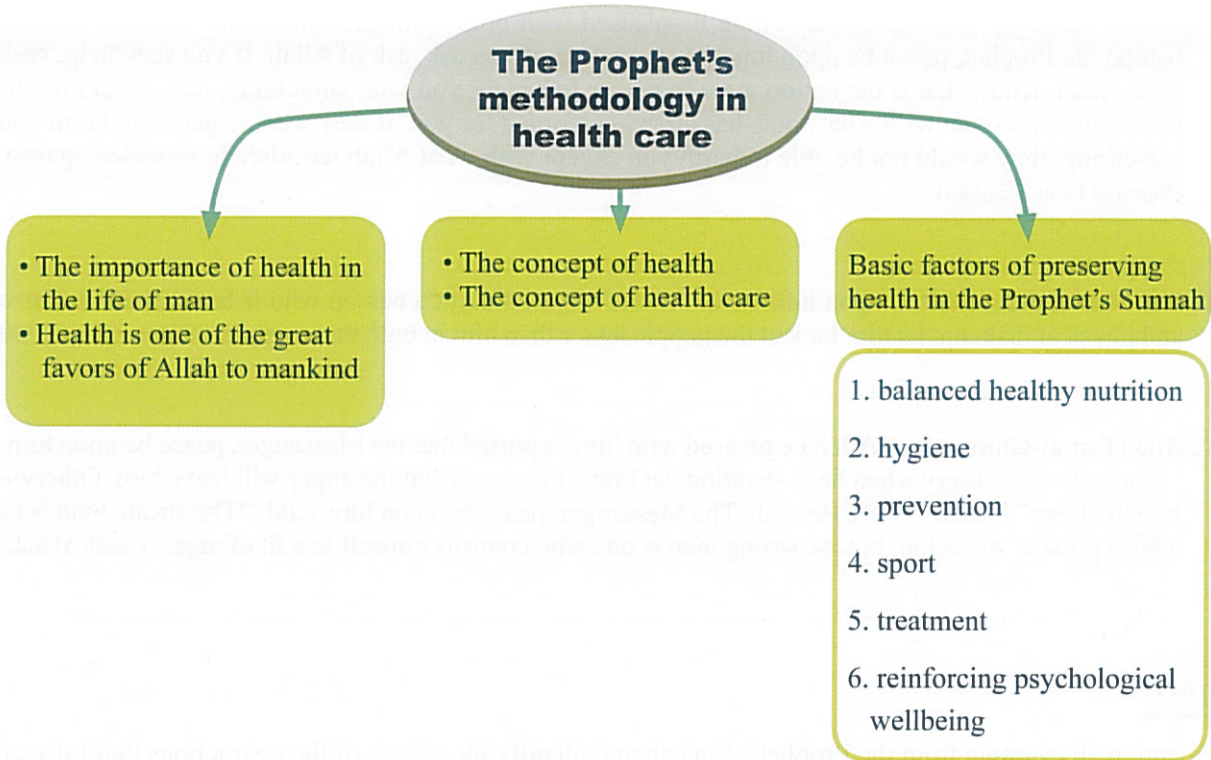 The Prophet's
methodology in
health care
• The importance of health in
the life of man
• Health is one of the great
favors of Allah to mankind
• The concept of health
• The concept of health care
Basic factors of preserving
health in the Prophet's Sunnah
1. balanced healthy nutrition
2. hygiene
3. prevention
4. sport
5. treatment
6. reinforcing psychological
wellbeing